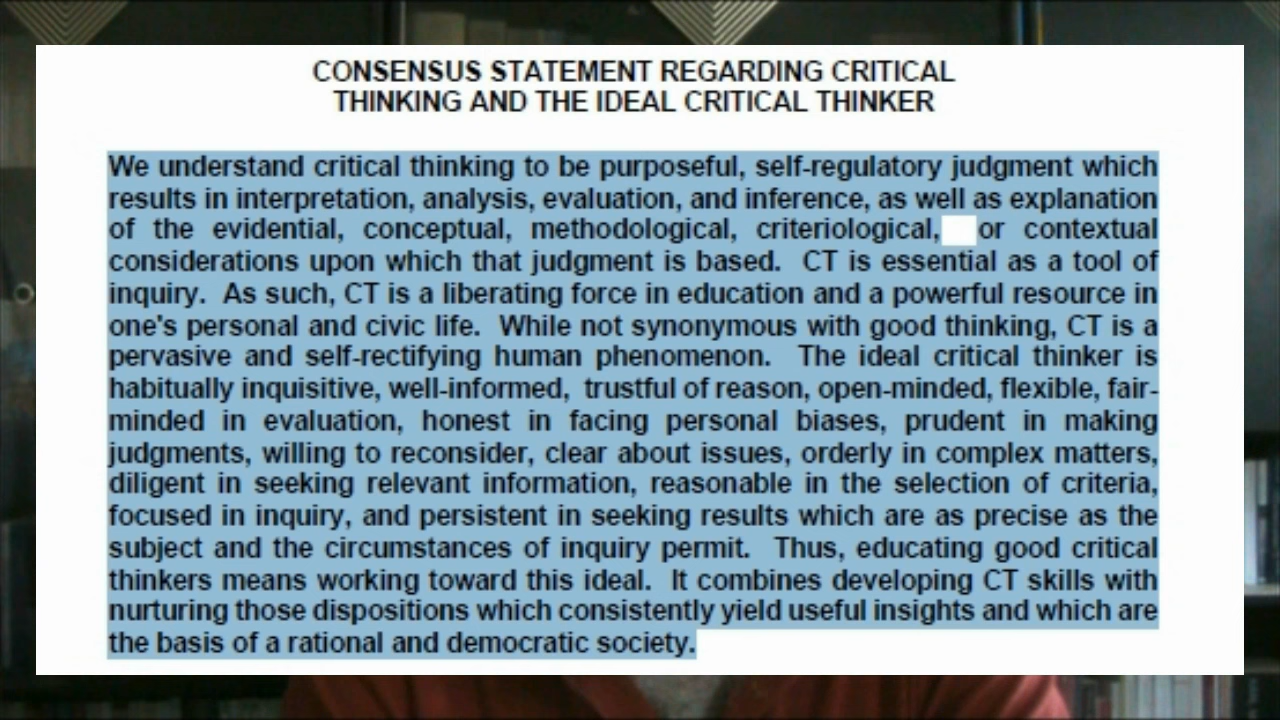 CONSENSUS STATEMENT REGARDING CRITICAL
THINKING AND THE IDEAL CRITICAL THINKER
We understand critical thinking to be purposeful, self-regulatory judgment which
results in interpretation, analysis, evaluation, and inference, as well as explanation
of the evidential, conceptual, methodological, criteriological, or contextual
considerations upon which that judgment is based. CT is essential as a tool of
inquiry. As such, CT is a liberating force in education and a powerful resource in
one's personal and civic life. While not synonymous with good thinking, CT is a
pervasive and self-rectifying human phenomenon. The ideal critical thinker is
habitually inquisitive, well-informed, trustful of reason, open-minded, flexible, fair-
minded in evaluation, honest in facing personal biases, prudent in making
judgments, willing to reconsider, clear about issues, orderly in complex matters,
diligent in seeking relevant information, reasonable in the selection of criteria,
focused in inquiry, and persistent in seeking results which are as precise as the
subject and the circumstances of inquiry permit. Thus, educating good critical
thinkers means working toward this ideal. It combines developing CT skills with
nurturing those dispositions which consistently yield useful insights and which are
the basis of a rational and democratic society.